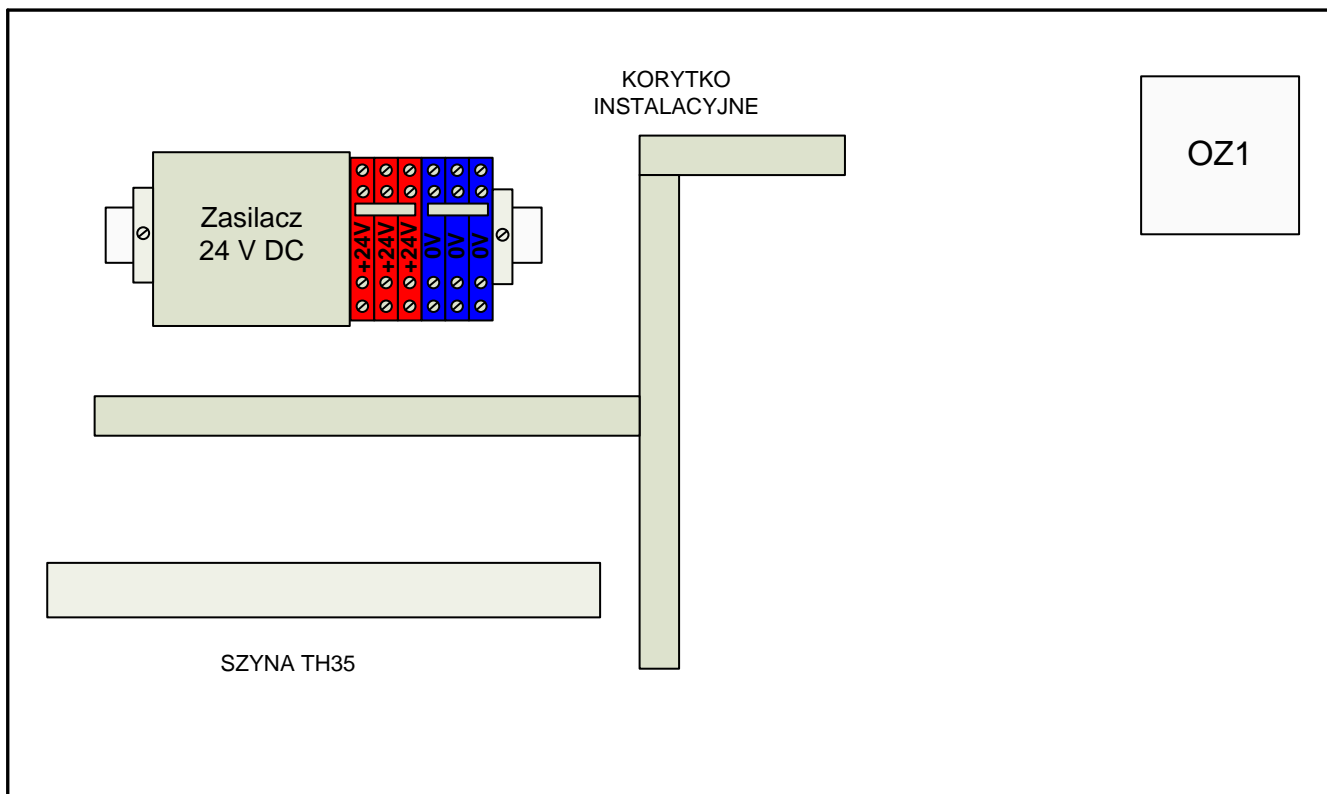 KORYTKO
INSTALACYJNE
OZ1
Zasilacz
24 V DC
+24V
+24V
+24V
0V
0V
0V
SZYNA TH35